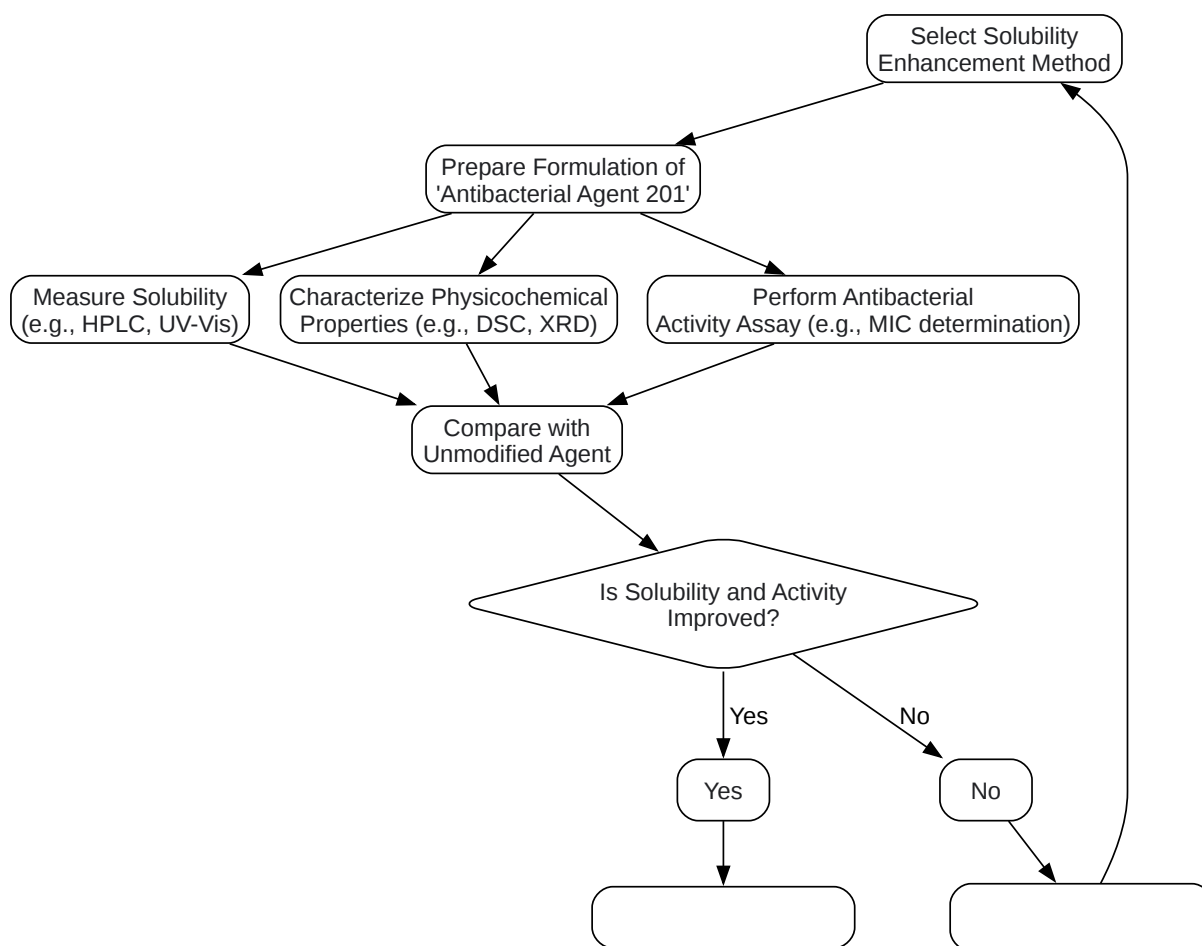 Select Solubility
Enhancement Method
Prepare Formulation of
'Antibacterial Agent 201'
Measure Solubility
(e.g., HPLC, UV-Vis)
Characterize Physicochemical
Properties (e.g., DSC, XRD)
Perform Antibacterial
Activity Assay (e.g., MIC determination)
Compare with
Unmodified Agent
Is Solubility and Activity
Improved?
Yes
No
Yes
No